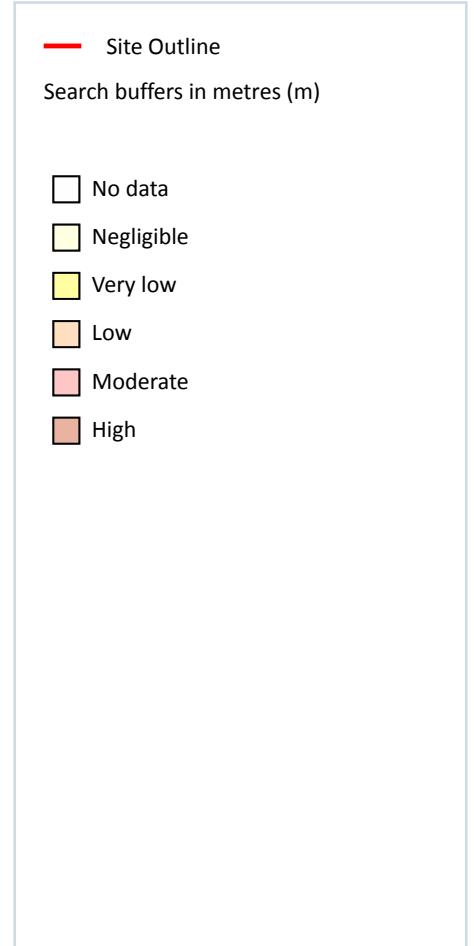 Site Outline
Search buffers in metres (m)
No data
Negligible
Very low
Low
Moderate
High